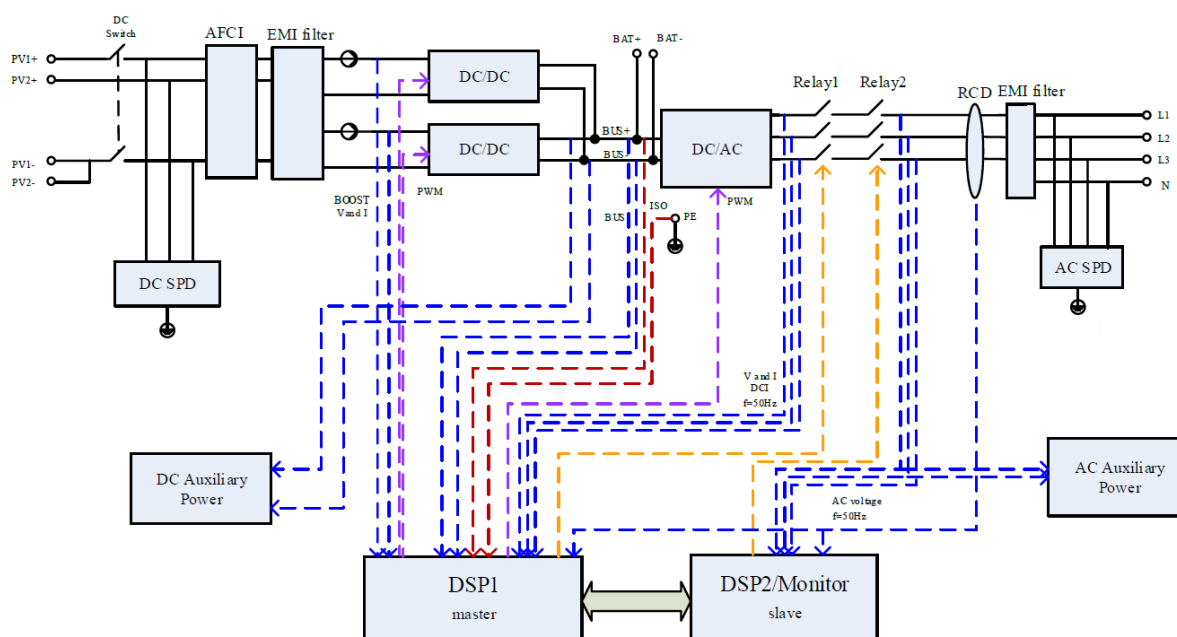 DC
Switch
AFCI
EMI filter
BAT+
BAT-
PV1+
PV2+
DC/DC
Relay1
Relay2
RCD
EMI filter
L1
BUS+
L2
DC/DC
DC/AC
BUS-
L3
PV1-
PV2-
N
BOOST
V and I
PWM
ISO
PWM
BUS
PE
DC SPD
AC SPD
V and I
DCI
f=50Hz
DC Auxiliary
Power
AC Auxiliary
Power
AC voltage
f=50Hz
DSP1
master
DSP2/Monitor
slave